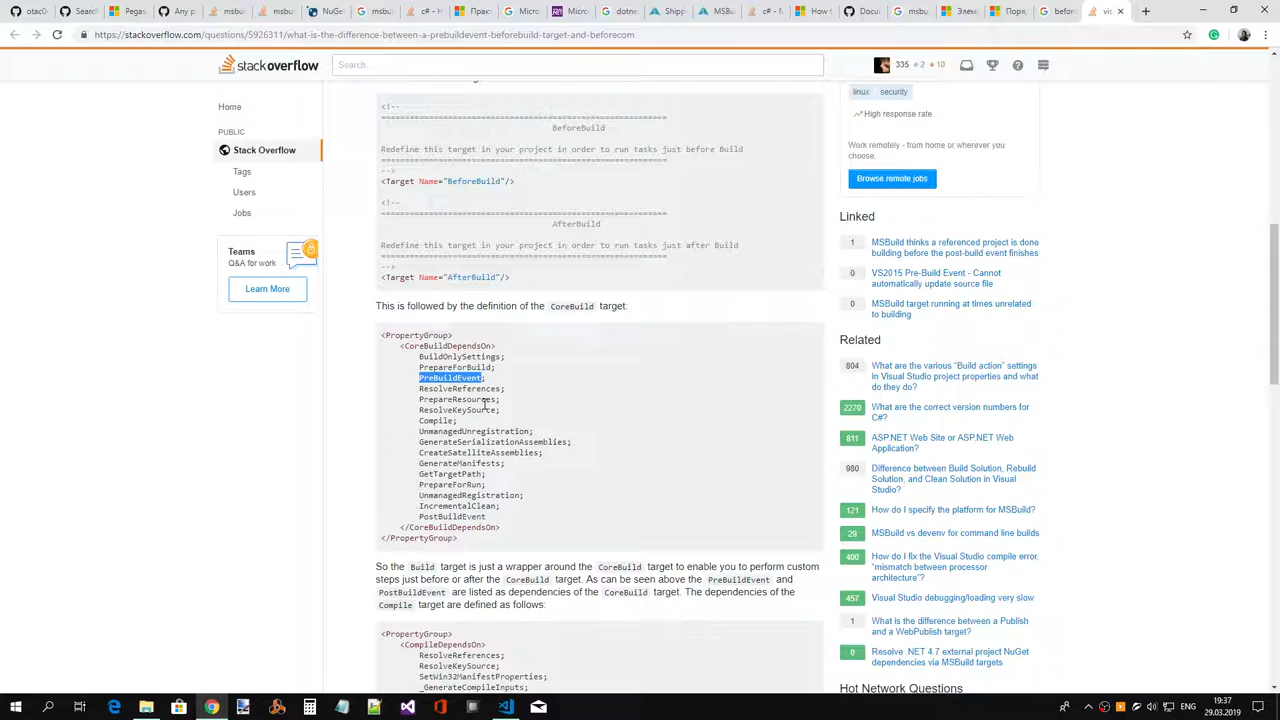 stackoverflow.com/questions/5926311/what-is-the-difference-between-a-prebuildevent-beforebuild-target-and-beforecom
stackoverflow
Search...
335 2 10
Home
PUBLIC
Stack Overflow
Tags
Users
Jobs
Teams
Q&A for work
Learn More
<!--
====================================================
BeforeBuild
Redefine this target in your project in order to run tasks just before Build
====================================================
-->
<Target Name="BeforeBuild"/>
<!--
====================================================
AfterBuild
Redefine this target in your project in order to run tasks just after Build
====================================================
-->
<Target Name="AfterBuild"/>
This is followed by the definition of the CoreBuild target:
<PropertyGroup>
<CoreBuildDependsOn>
BuildOnlySettings;
PrepareForBuild;
PreBuildEvent;
ResolveReferences;
PrepareResources;
ResolveKeySource;
Compile;
UnmanagedUnregistration;
GenerateSerializationAssemblies;
CreateSatelliteAssemblies;
GenerateManifests;
GetTargetPath;
PrepareForRun;
UnmanagedRegistration;
IncrementalClean;
PostBuildEvent
</CoreBuildDependsOn>
</PropertyGroup>
So the Build target is just a wrapper around the CoreBuild target to enable you to perform custom
steps just before or after the CoreBuild target. As can be seen above the PreBuildEvent and
PostBuildEvent are listed as dependencies of the CoreBuild target. The dependencies of the
Compile target are defined as follows:
<PropertyGroup>
<CompileDependsOn>
ResolveReferences;
ResolveKeySource;
SetWin32ManifestProperties;
_GenerateCompileInputs;
linux security
High response rate
Work remotely - from home or wherever you
choose.
Browse remote jobs
Linked
1 MSBuild thinks a referenced project is done
building before the post-build event finishes
0 VS2015 Pre-Build Event - Cannot
automatically update source file
0 MSBuild target running at times unrelated
to building
Related
804 What are the various “Build action” settings
in Visual Studio project properties and what
do they do?
2270 What are the correct version numbers for
C#?
811 ASP.NET Web Site or ASP.NET Web
Application?
980 Difference between Build Solution, Rebuild
Solution, and Clean Solution in Visual
Studio?
121 How do I specify the platform for MSBuild?
29 MSBuild vs devenv for command line builds
400 How do I fix the Visual Studio compile error,
“mismatch between processor
architecture”?
457 Visual Studio debugging/loading very slow
1 What is the difference between a Publish
and a WebPublish target?
0 Resolve .NET 4.7 external project NuGet
dependencies via MSBuild targets
Hot Network Questions
ENG
19:37
29.03.2019